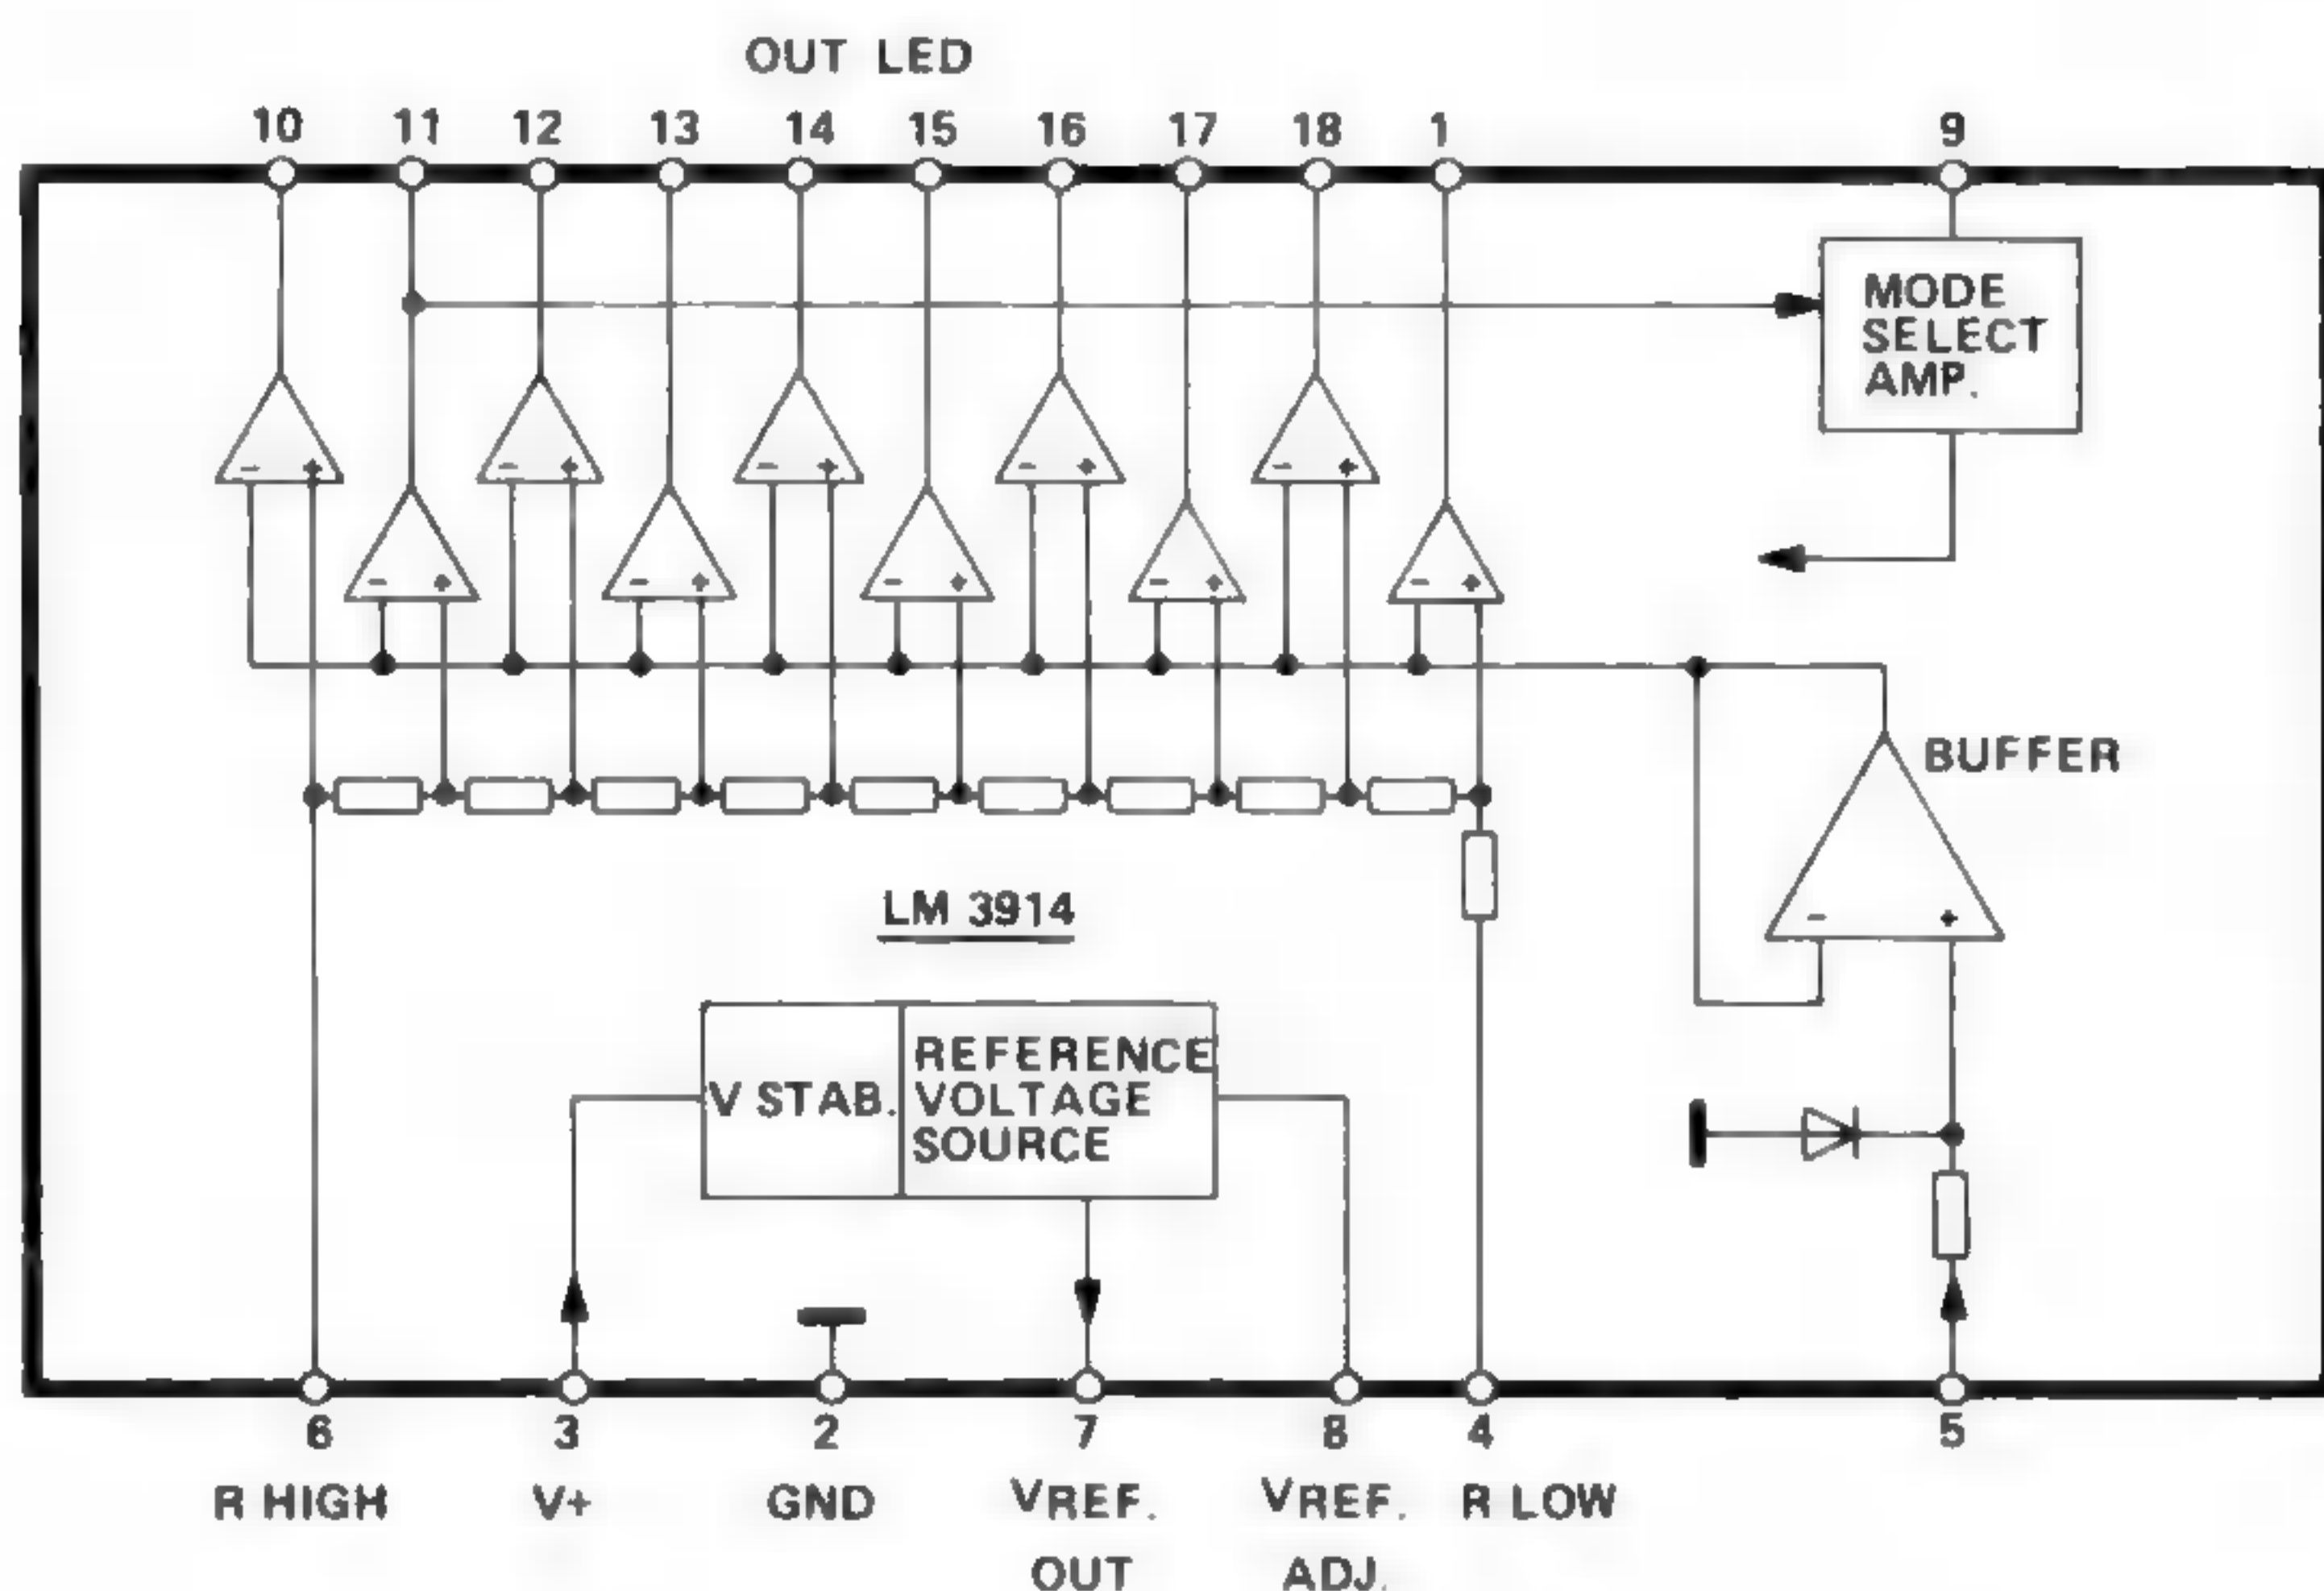 OUT LED
10 11 12 13 14 15 16 17 18 1 9
MODE
SELECT
AMP.
- + - + - + - + - +
- + - + - + - + - +
BUFFER
LM 3914
- +
V STAB.
REFERENCE
VOLTAGE
SOURCE
6 3 2 7 8 4 5
R HIGH V+ GND VREF. VREF. R LOW
OUT ADJ.